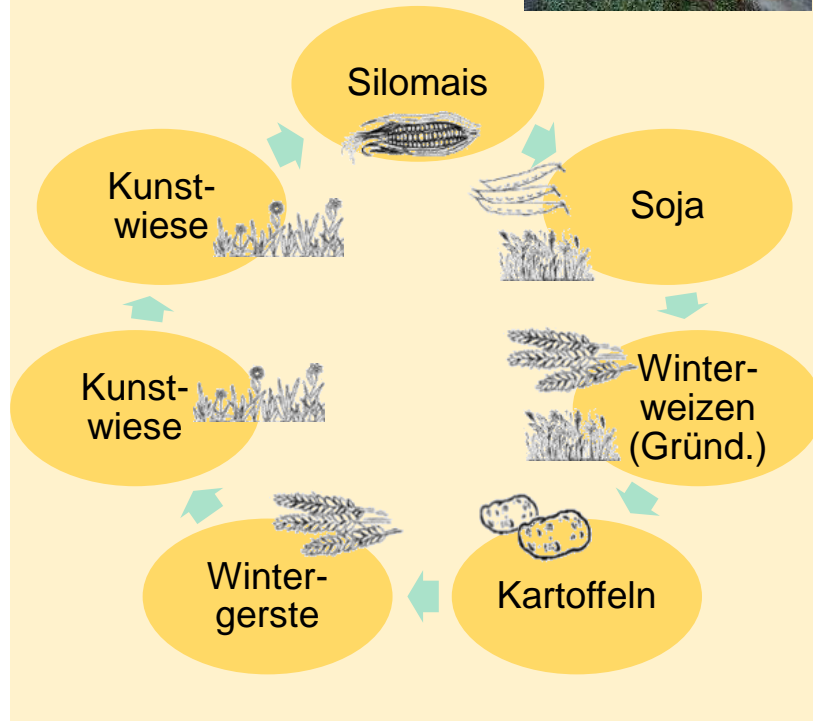 Silomais
Soja
Winter-
weizen
(Gründ.)
Kartoffeln
Winter-
gerste
Kunst-
wiese
Kunst-
wiese